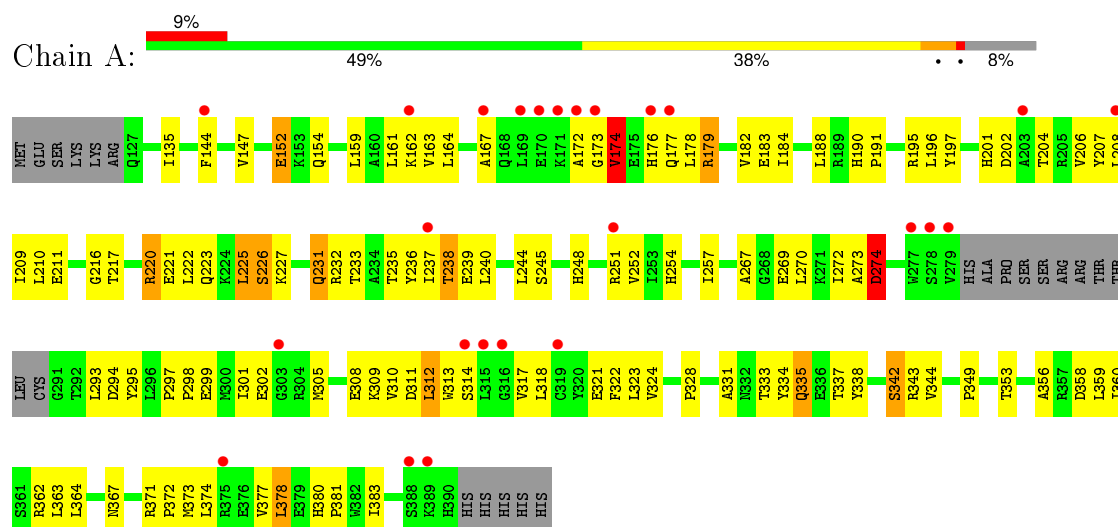 9%
Chain A:
49% 38% • • 8%
MET GLU SER LYS LYS ARG Q127 I135 F144 V147 E152 K153 Q154 L159 A160 L161 K162 V163 L164 A167 Q168 L169 E170 K171 A172 G173 V174 E175 H176 Q177 L178 R179 V182 E183 I184 L188 R189 H190 P191 R195 L196 Y197 H201 D202 A203 T204 R205 V206 Y207 L208
I209 L210 E211 G216 T217 R220 E221 L222 Q223 K224 L225 S226 K227 Q231 R232 T233 A234 T235 Y236 I237 T238 E239 L240 L244 S245 H248 R251 V252 I253 H254 I257 A267 G268 E269 L270 K271 I272 A273 D274 W277 S278 V279 HIS ALA PRO SER SER ARG ARG THR THR
LEU CYS G291 T292 L293 D294 Y295 L296 P297 P298 E299 M300 I301 E302 G303 R304 M305 E308 K309 V310 D311 L312 W313 S314 L315 G316 V317 L318 C319 Y320 E321 F322 L323 V324 P328 A331 N332 T333 Y334 Q335 E336 T337 Y338 S342 R343 V344 P349 T353 A356 R357 D358 L359 I360
S361 R362 L363 L364 N367 R371 P372 M373 L374 R375 E376 V377 L378 E379 H380 P381 W382 I383 S388 K389 H390 HIS HIS HIS HIS HIS